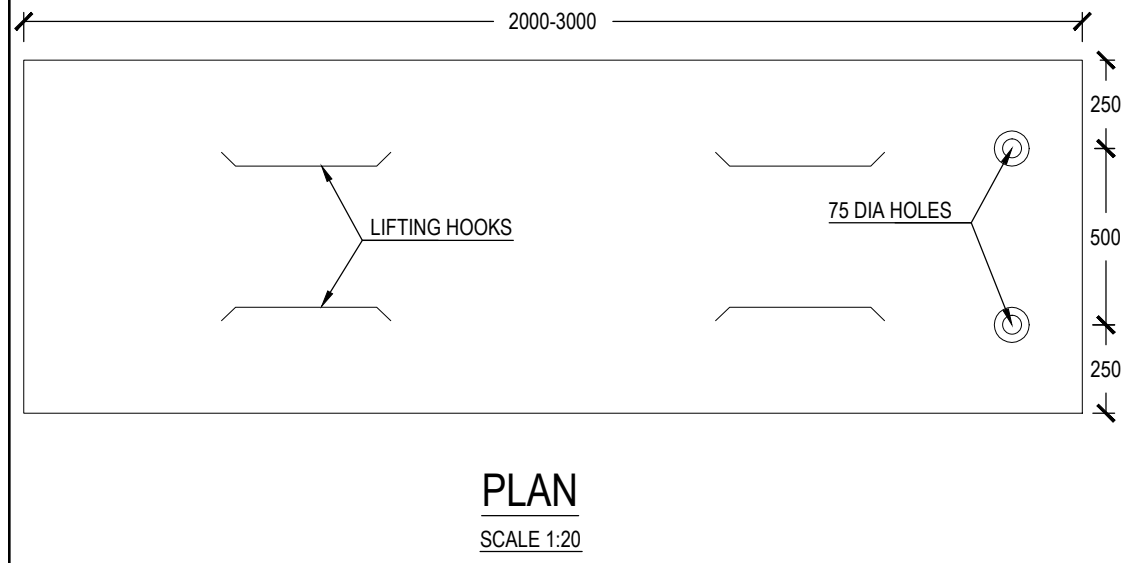 2000-3000
250
LIFTING HOOKS
75 DIA HOLES
500
250
PLAN
SCALE 1:20